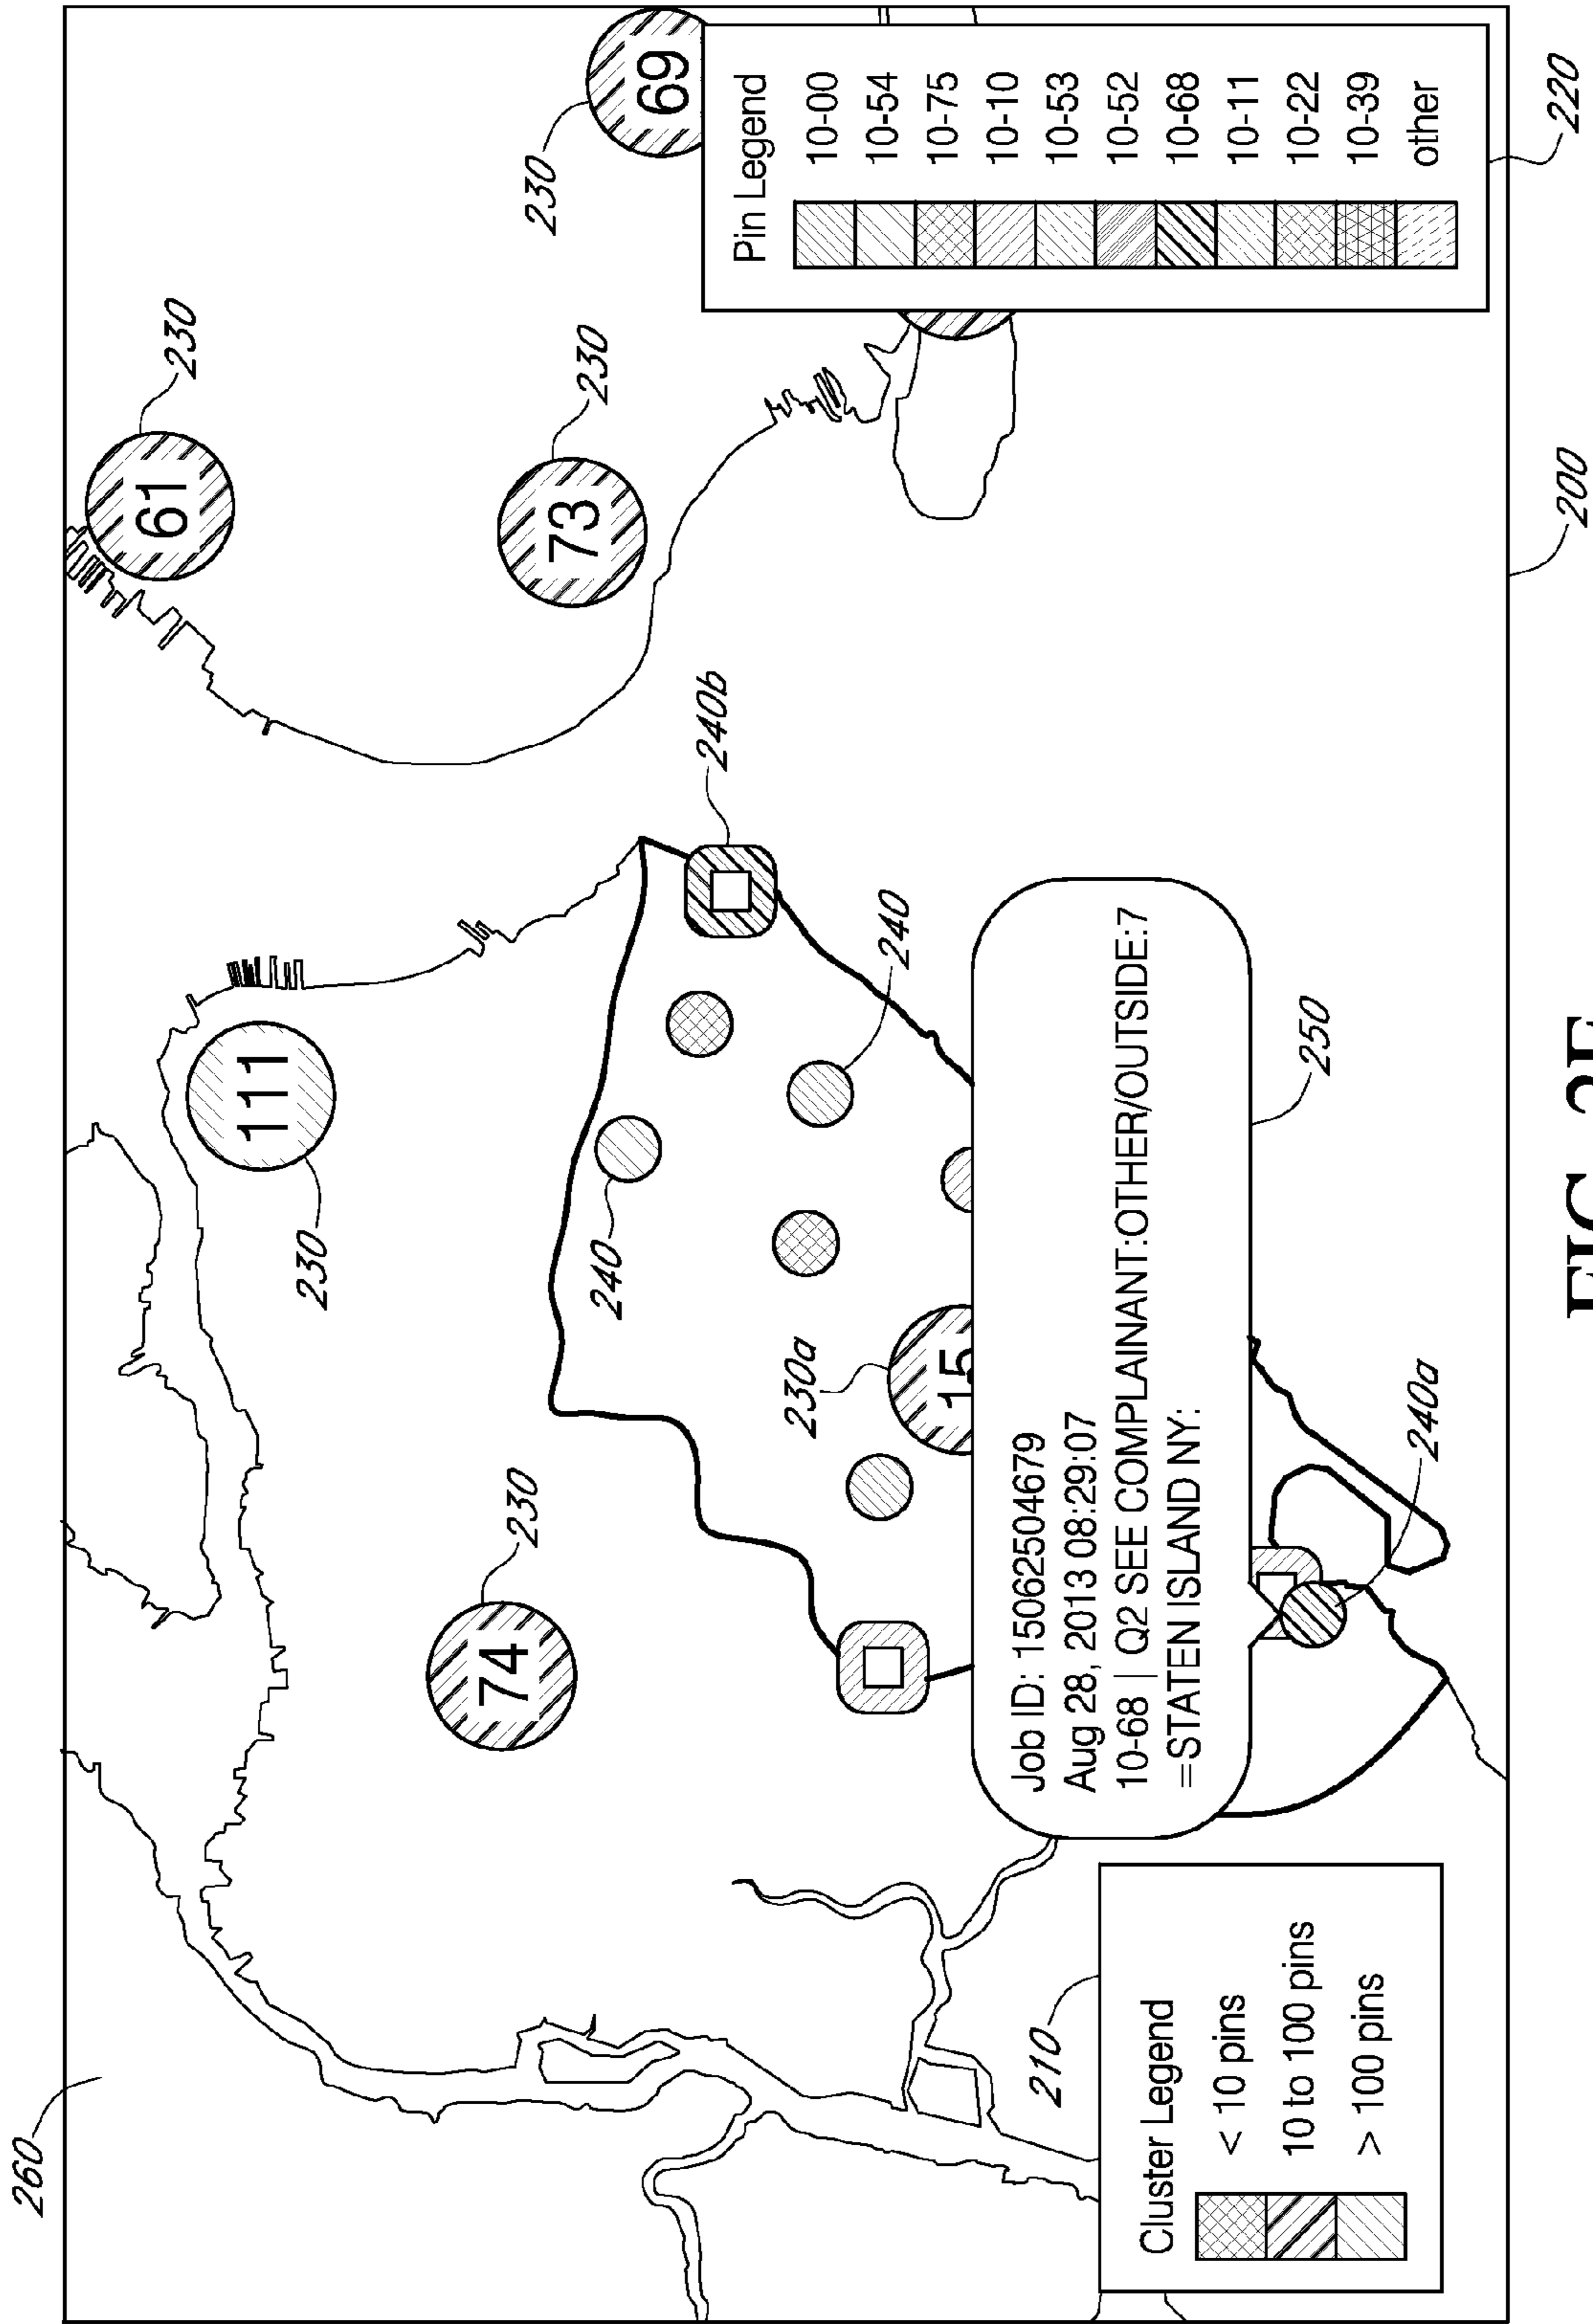 260
61
230
111
230
74
230
230
73
230
69
240
240b
230a
240
15
Pin Legend
10-00
10-54
10-75
10-10
10-53
10-52
10-68
10-11
10-22
10-39
other
Job ID: 15062504679
Aug 28, 2013 08:29:07
10-68 | Q2 SEE COMPLAINANT:OTHER/OUTSIDE:7
=STATEN ISLAND NY:
210
Cluster Legend
< 10 pins
10 to 100 pins
> 100 pins
250
240a
220
200
FIG.